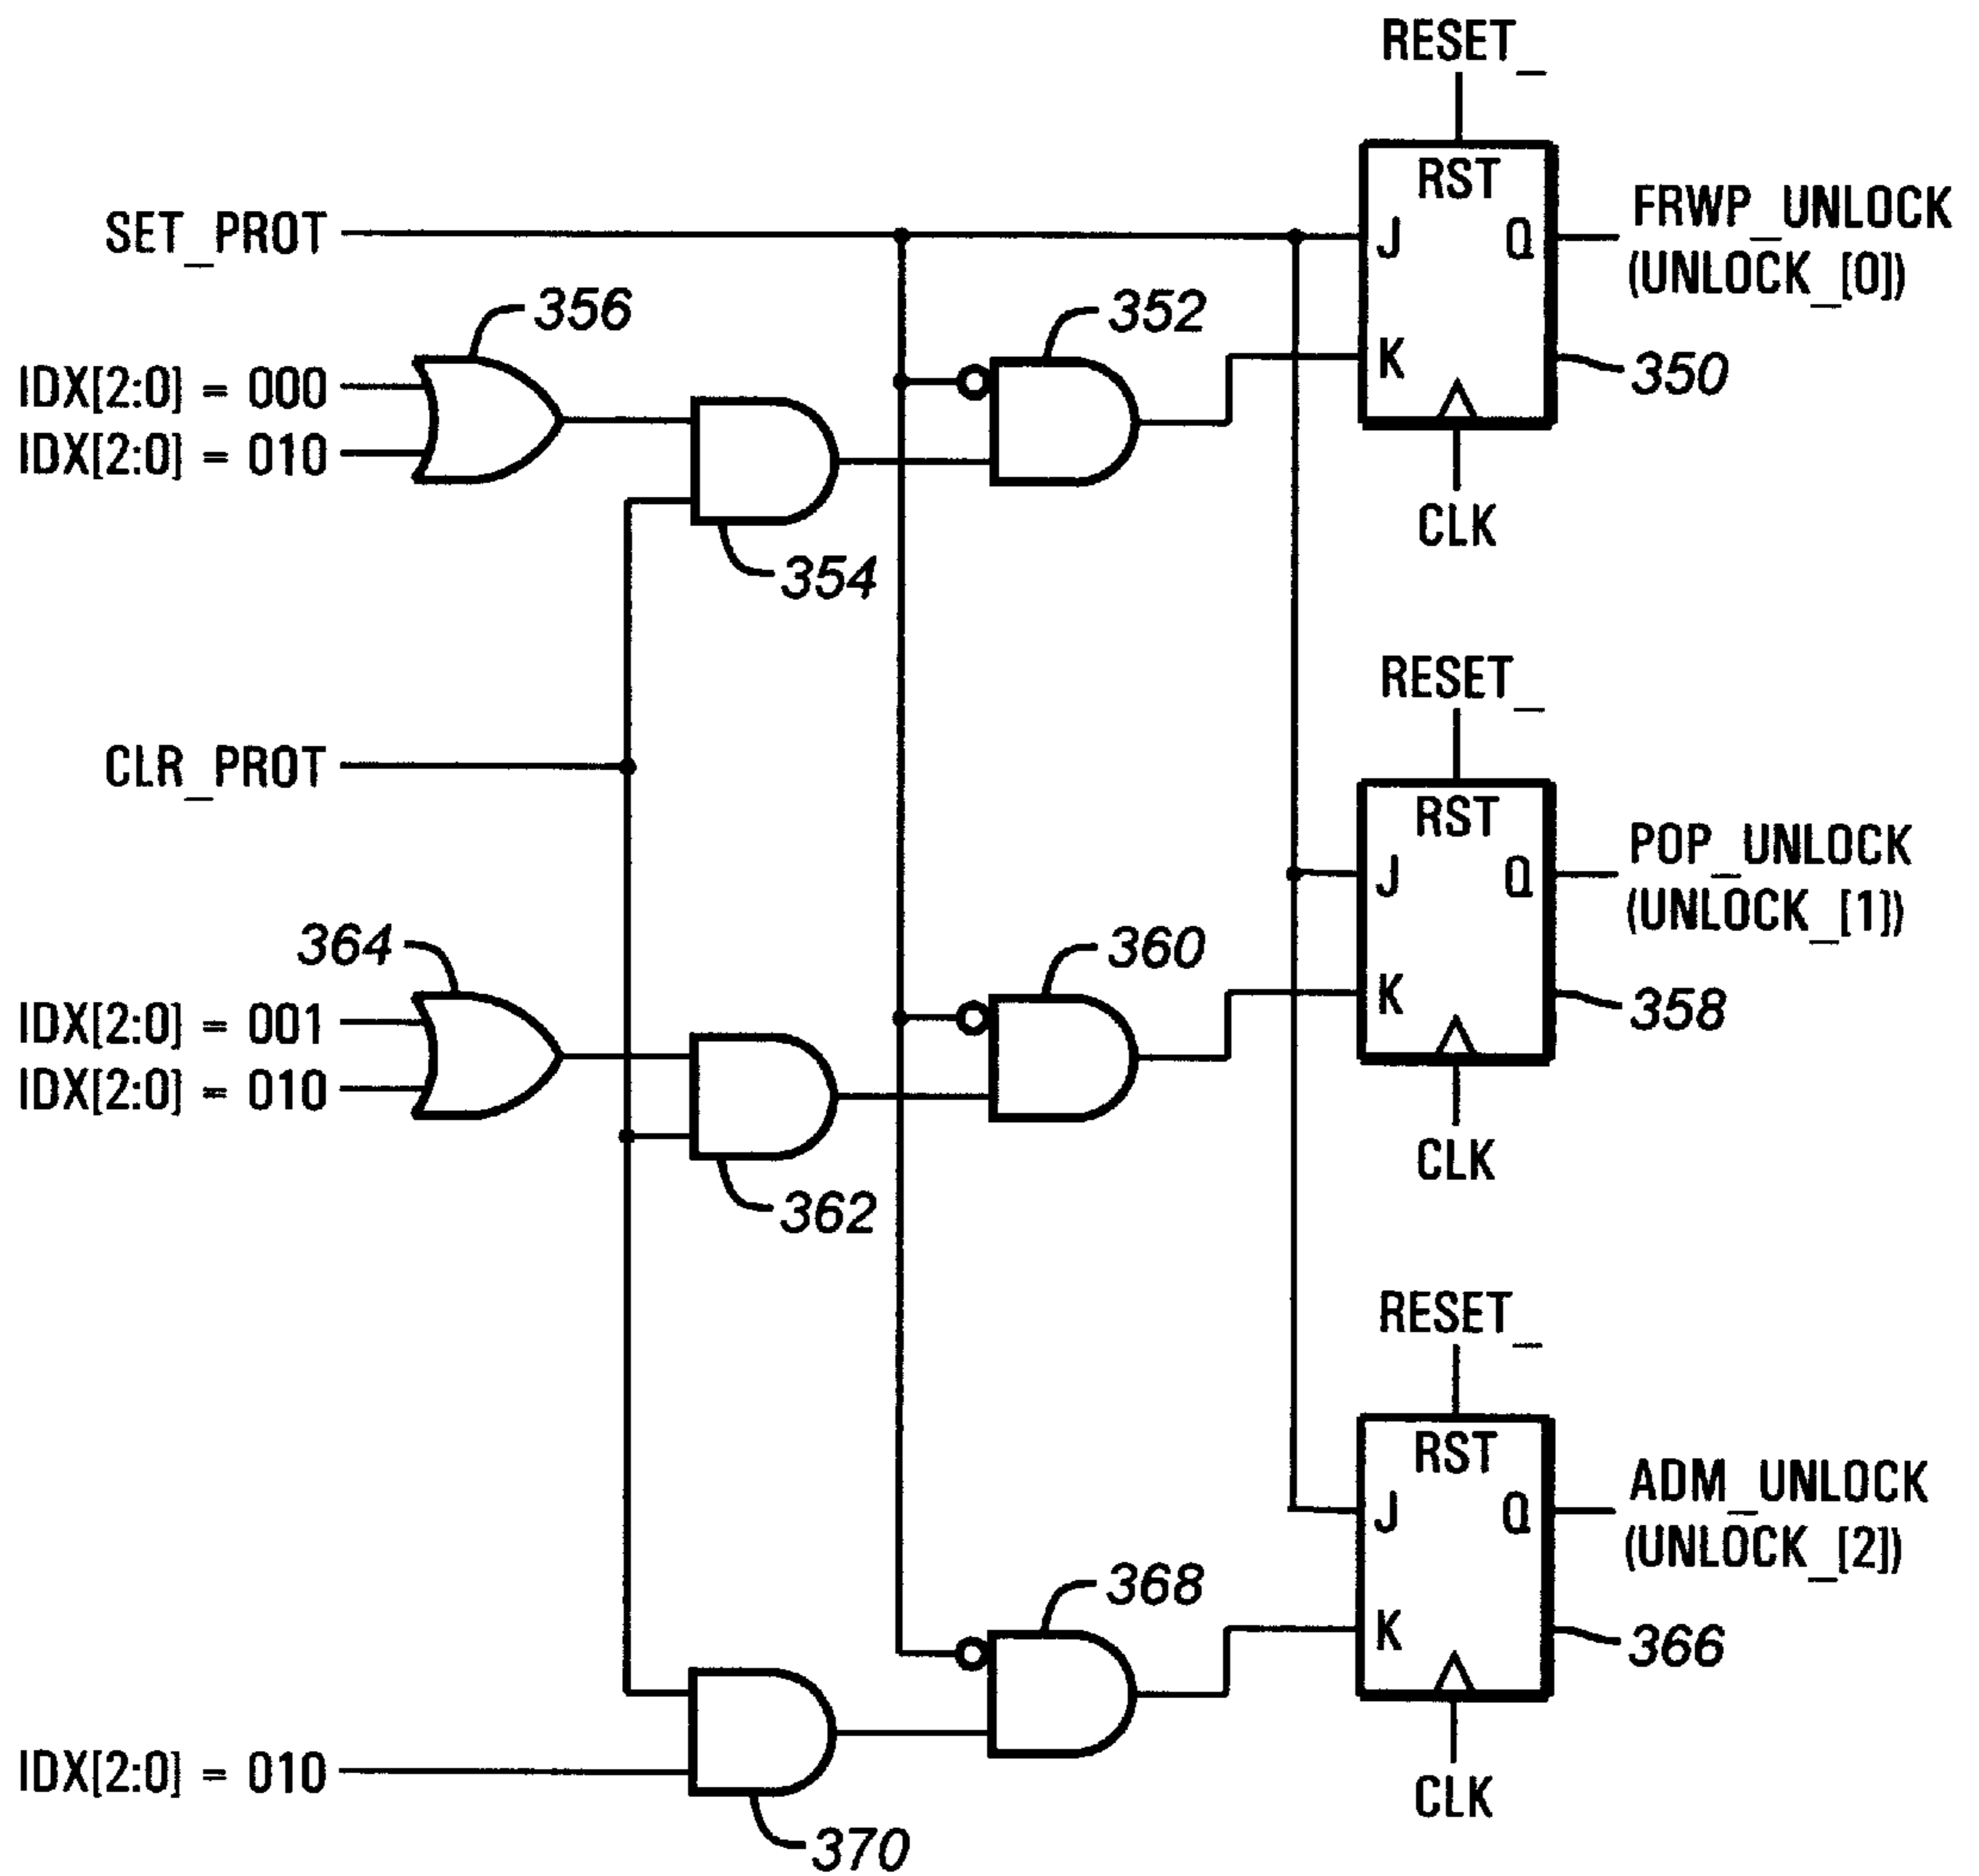 RESET_
RST
SET_PROT
J
Q
FRWP_UNLOCK
(UNLOCK_[0])
356
352
IDX[2:0] = 000
K
350
IDX[2:0] = 010
CLK
354
RESET_
CLR_PROT
RST
J
Q
POP_UNLOCK
(UNLOCK_[1])
364
360
IDX[2:0] = 001
K
358
IDX[2:0] = 010
CLK
362
RESET_
RST
J
Q
ADM_UNLOCK
(UNLOCK_[2])
368
K
366
IDX[2:0] = 010
CLK
370